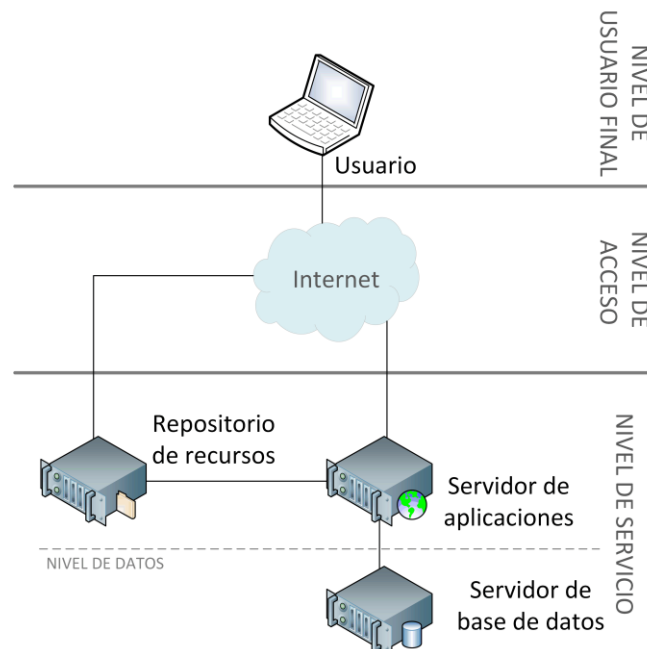 NIVEL DE
USUARIO FINAL
Usuario
NIVEL DE
ACCESO
Internet
Repositorio
de recursos
Servidor de
aplicaciones
NIVEL DE SERVICIO
NIVEL DE DATOS
Servidor de
base de datos